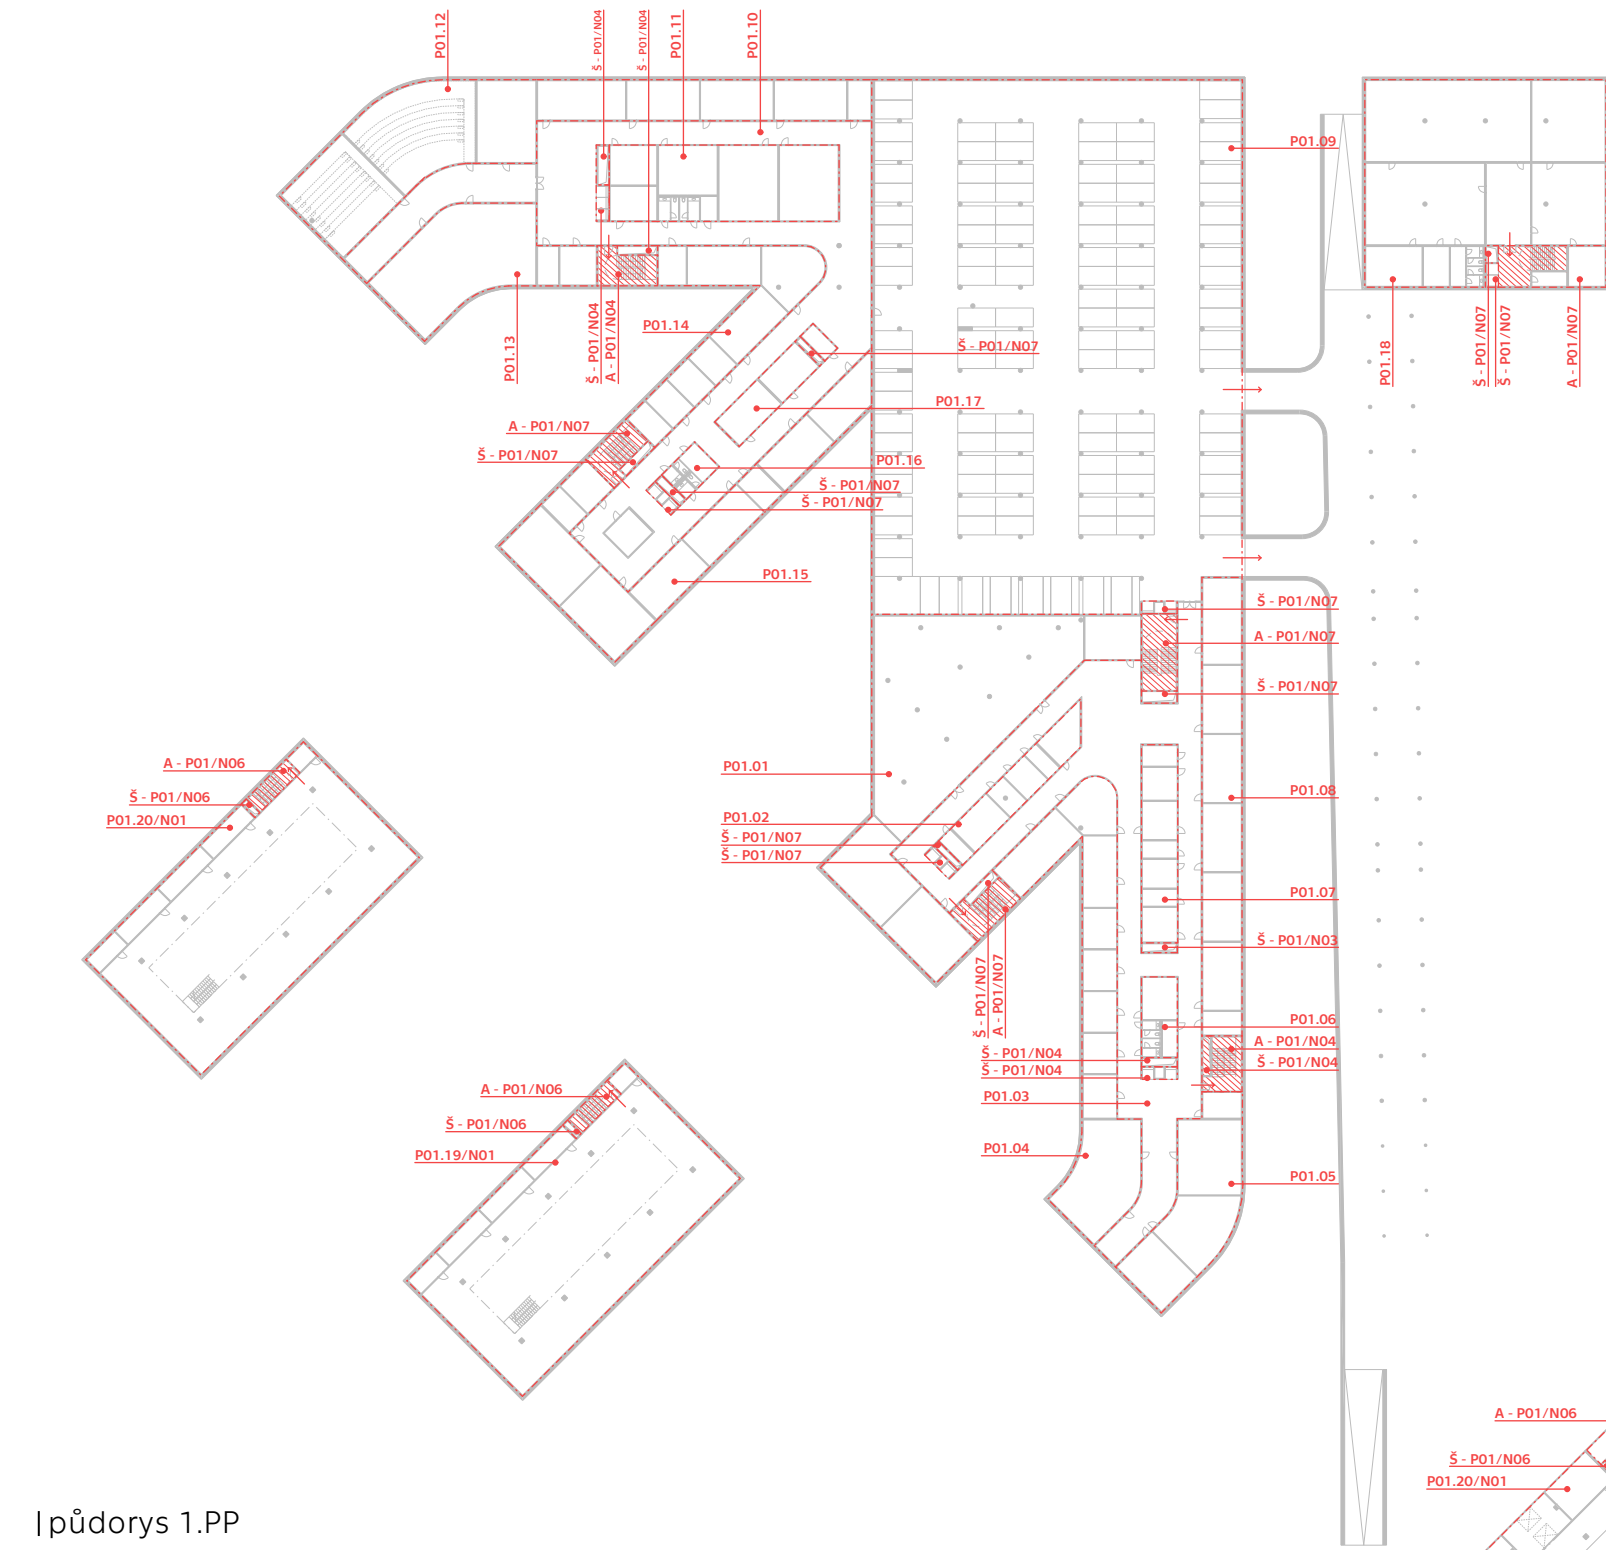 P01.12
Š - P01/N04
Š - P01/N04
P01.11
P01.10
P01.09
P01.13
Š - P01/N04
A - P01/N04
P01.14
Š - P01/N07
P01.17
A - P01/N07
Š - P01/N07
P01.16
Š - P01/N07
Š - P01/N07
P01.15
P01.18
Š - P01/N07
Š - P01/N07
A - P01/N07
Š - P01/N07
A - P01/N07
Š - P01/N07
P01.01
P01.02
Š - P01/N07
Š - P01/N07
P01.08
P01.07
Š - P01/N03
Š - P01/N07
A - P01/N07
P01.06
A - P01/N04
Š - P01/N04
Š - P01/N04
Š - P01/N04
P01.03
P01.04
P01.05
A - P01/N06
Š - P01/N06
P01.20/N01
A - P01/N06
Š - P01/N06
P01.19/N01
A - P01/N06
Š - P01/N06
P01.20/N01
|půdorys 1.PP